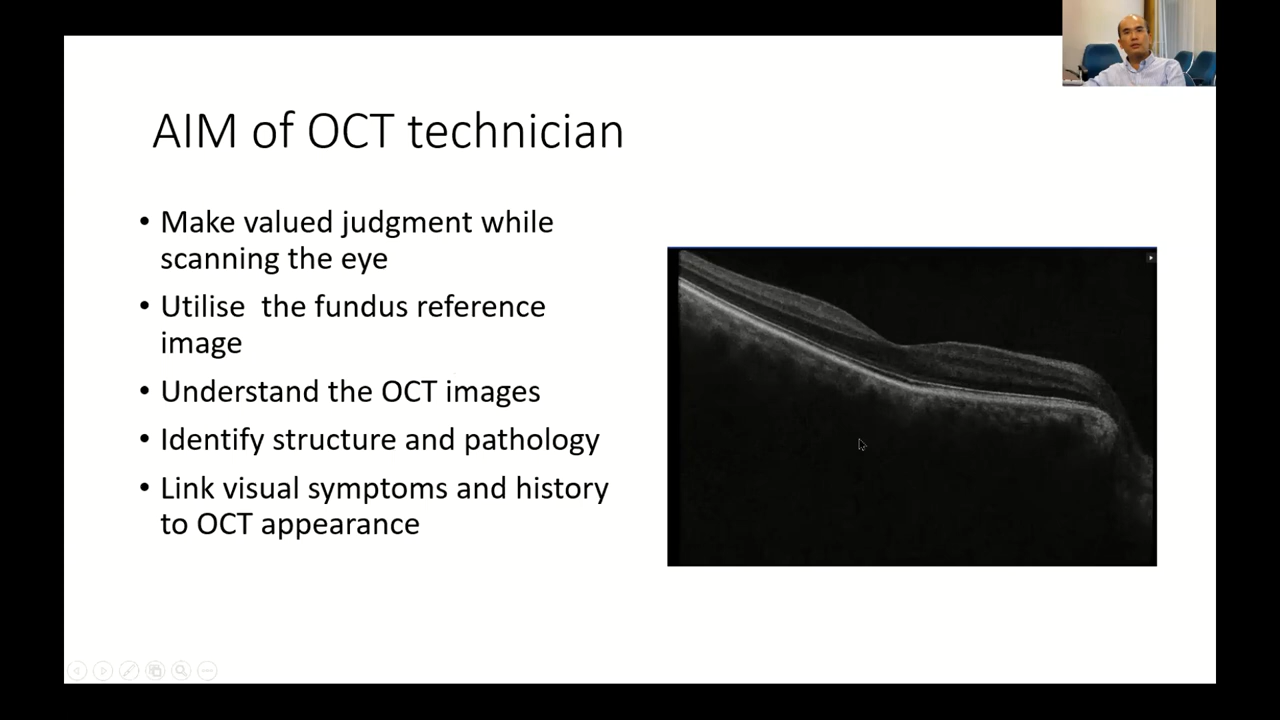 AIM of OCT technician
• Make valued judgment while
scanning the eye
• Utilise  the fundus reference
image
• Understand the OCT images
• Identify structure and pathology
• Link visual symptoms and history
to OCT appearance